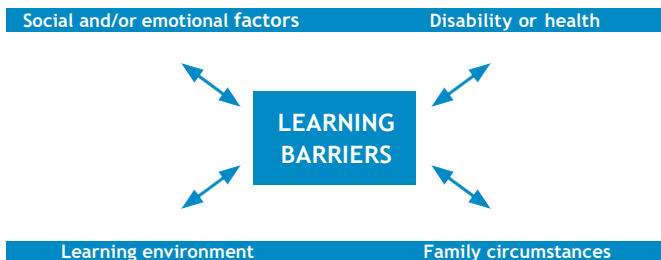 Social and/or emotional factors
Disability or health
LEARNING
BARRIERS
Learning environment
Family circumstances